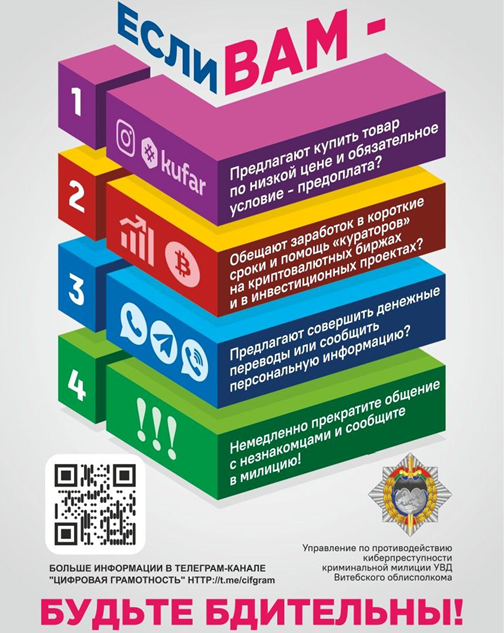 ЕСЛИ ВАМ -
1
kufar
Предлагают купить товар
по низкой цене и обязательное
условие - предоплата?
2
Обещают заработок в короткие
сроки и помощь «кураторов»
на криптовалютных биржах
и в инвестиционных проектах?
3
Предлагают совершить денежные
переводы или сообщить
персональную информацию?
4
!!!
Немедленно прекратите общение
с незнакомцами и сообщите
в милицию!
БОЛЬШЕ ИНФОРМАЦИИ В ТЕЛЕГРАМ-КАНАЛЕ
"ЦИФРОВАЯ ГРАМОТНОСТЬ" HTTP://t.me/cifgram
Управление по противодействию
киберпреступности
криминальной милиции УВД
Витебского облисполкома
БУДЬТЕ БДИТЕЛЬНЫ!